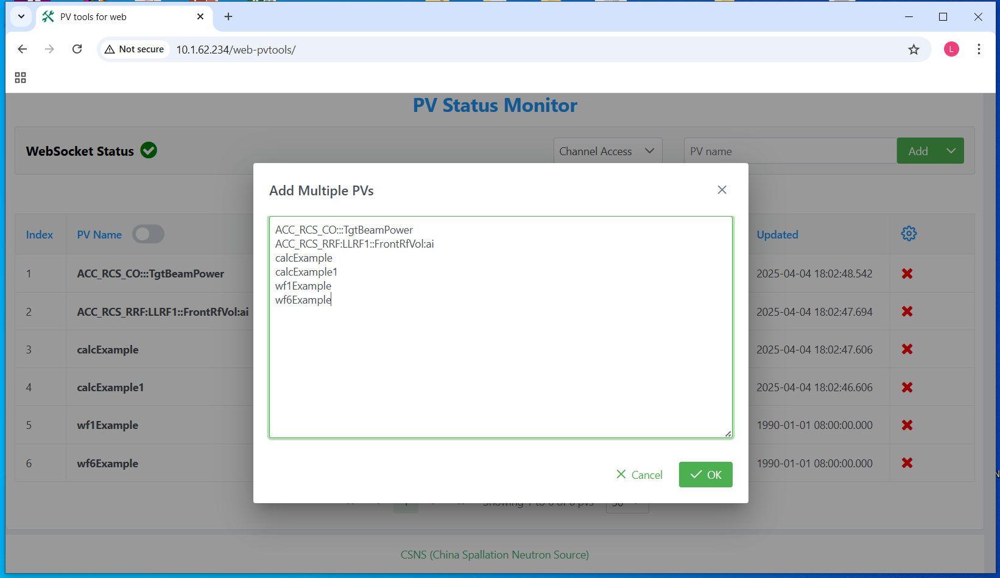 PV tools for web
Not secure
10.1.62.234/web-pvtools/
L
PV Status Monitor
WebSocket Status
Channel Access
PV name
Add
Add Multiple PVs
ACC_RCS_CO:::TgtBeamPower
ACC_RCS_RRF:LLRF1::FrontRfVol:ai
calcExample
calcExample1
wf1Example
wf6Example
Cancel
OK
Index PV Name Updated
1 ACC_RCS_CO:::TgtBeamPower 2025-04-04 18:02:48.542
2 ACC_RCS_RRF:LLRF1::FrontRfVol:ai 2025-04-04 18:02:47.694
3 calcExample 2025-04-04 18:02:47.606
4 calcExample1 2025-04-04 18:02:46.606
5 wf1Example 1990-01-01 08:00:00.000
6 wf6Example 1990-01-01 08:00:00.000
CSNS (China Spallation Neutron Source)